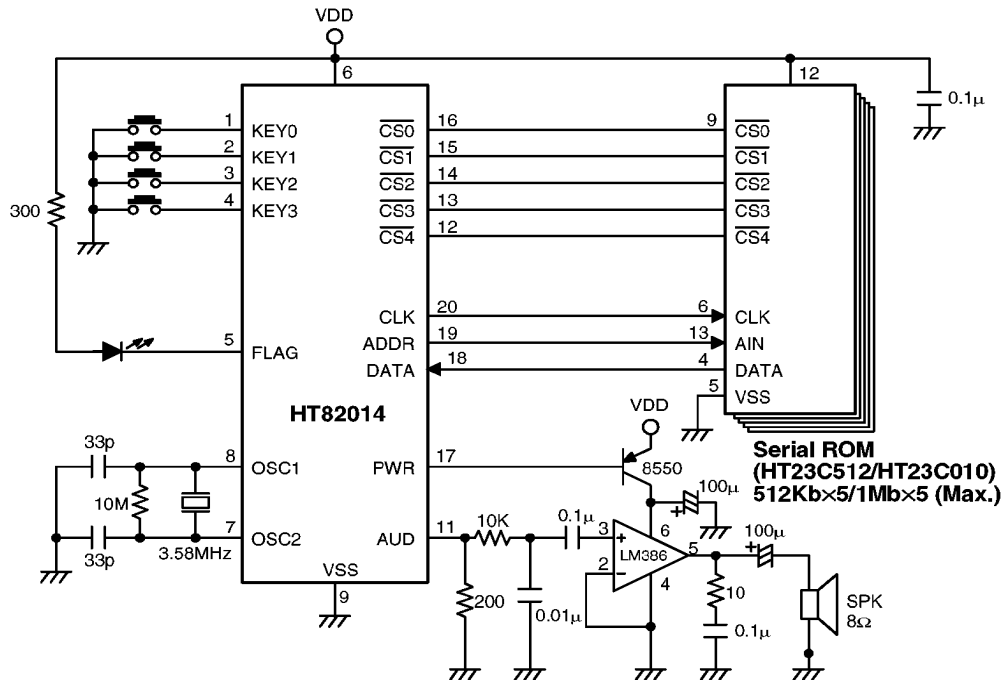 VDD
6
12
0.1μ
1
KEY0
2
KEY1
3
KEY2
4
KEY3
CS0
16
9
CS0
CS1
15
CS1
CS2
14
CS2
CS3
13
CS3
CS4
12
CS4
300
CLK
20
6
CLK
ADDR
19
13
AIN
DATA
18
4
DATA
5
VSS
5
FLAG
HT82014
VDD
Serial ROM
(HT23C512/HT23C010)
512Kb×5/1Mb×5 (Max.)
33p
8
OSC1
PWR
17
8550
100μ
10M
3.58MHz
33p
7
OSC2
AUD
11
10K
0.1μ
3
+
2
−
LM386
6
4
5
100μ
+
+
VSS
9
200
0.01μ
10
0.1μ
SPK
8Ω